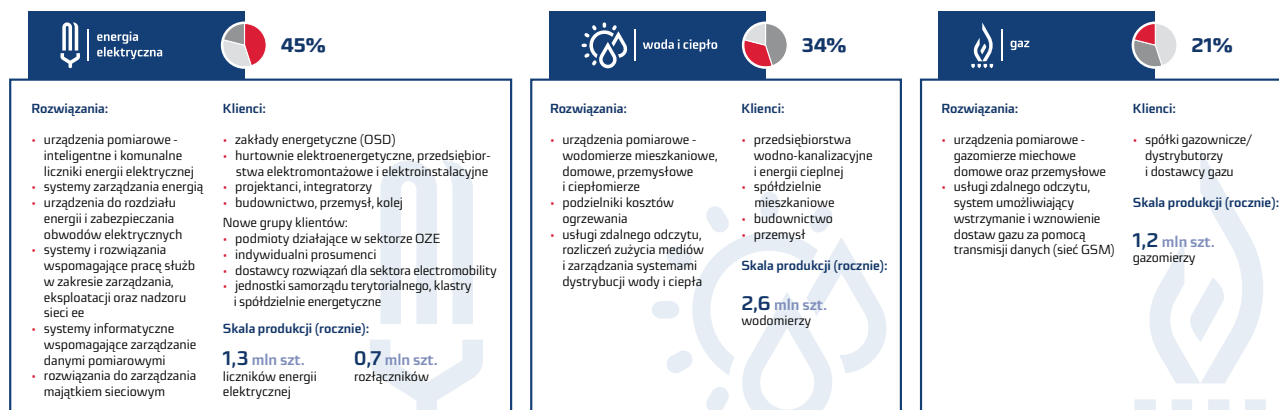 energia
elektryczna
45%
Rozwiązania:
• urządzenia pomiarowe -
inteligentne i komunalne
liczniki energii elektrycznej
• systemy zarządzania energią
• urządzenia do rozdziału
energii i zabezpieczania
obwodów elektrycznych
• systemy i rozwiązania
wspomagające pracę służb
w zakresie zarządzania,
eksploatacji oraz nadzoru
sieci ee
• systemy informatyczne
wspomagające zarządzanie
danymi pomiarowymi
• rozwiązania do zarządzania
majątkiem sieciowym
Klienci:
• zakłady energetyczne (OSD)
• hurtownie elektroenergetyczne, przedsiębior-
stwa elektromontażowe i elektroinstalacyjne
• projektanci, integratorzy
• budownictwo, przemysł, kolej
Nowe grupy klientów:
• podmioty działające w sektorze OZE
• indywidualni prosumenci
• dostawcy rozwiązań dla sektora electromobility
• jednostki samorządu terytorialnego, klastry
i spółdzielnie energetyczne
Skala produkcji (rocznie):
1,3 mln szt.
liczników energii
elektrycznej
0,7 mln szt.
rozłączników
woda i ciepło
34%
Rozwiązania:
• urządzenia pomiarowe -
wodomierze mieszkaniowe,
domowe, przemysłowe
i ciepłomierze
• podzielniki kosztów
ogrzewania
• usługi zdalnego odczytu,
rozliczeń zużycia mediów
i zarządzania systemami
dystrybucji wody i ciepła
Klienci:
• przedsiębiorstwa
wodno-kanalizacyjne
i energii cieplnej
• spółdzielnie
mieszkaniowe
• budownictwo
• przemysł
Skala produkcji (rocznie):
2,6 mln szt.
wodomierzy
gaz
21%
Rozwiązania:
• urządzenia pomiarowe -
gazomierze miechowe
domowe oraz przemysłowe
• usługi zdalnego odczytu,
system umożliwiający
wstrzymanie i wznowienie
dostaw gazu za pomocą
transmisji danych (sieć GSM)
Klienci:
• spółki gazownicze/
dystrybutorzy
i dostawcy gazu
Skala produkcji (rocznie):
1,2 mln szt.
gazomierzy